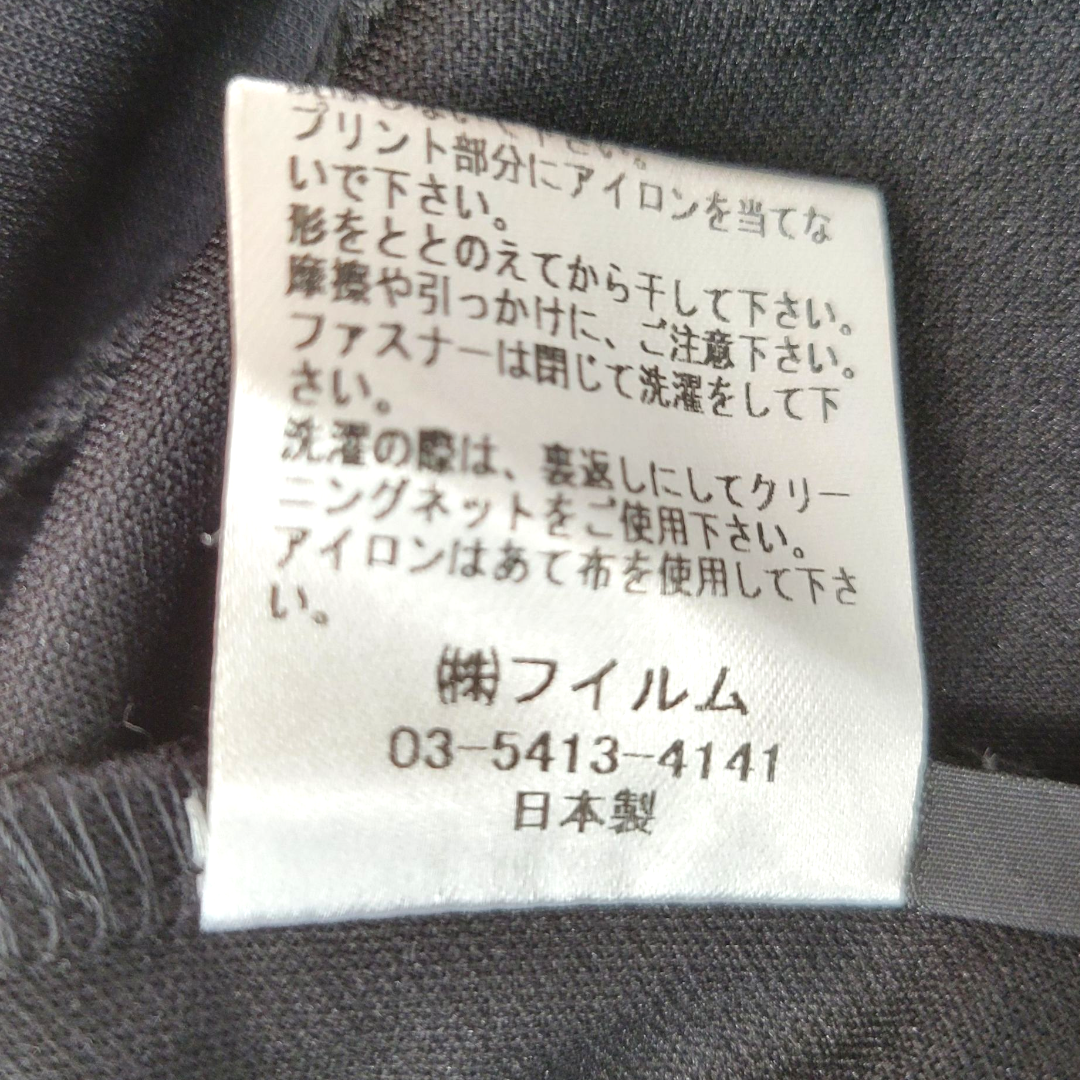 ないで下さい。
プリント部分にアイロンを当てな
いで下さい。
形をととのえてから干して下さい。
摩擦や引っかけに、ご注意下さい。
ファスナーは閉じて洗濯をして下
さい。
洗濯の際は、裏返しにしてクリー
ニングネットをご使用下さい。
アイロンはあて布を使用して下さ
い。
㈱フイルム
03-5413-4141
日本製